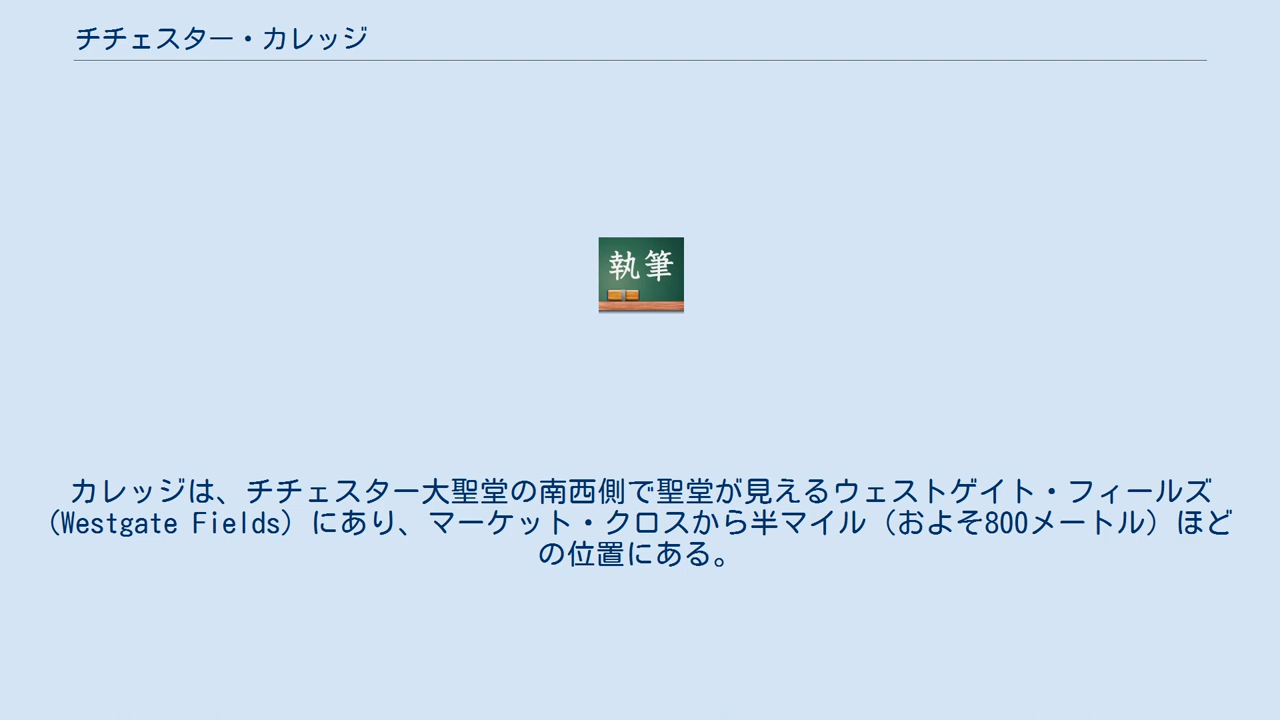 チチェスター・カレッジ
執筆
カレッジは、チチェスター大聖堂の南西側で聖堂が見えるウェストゲイト・フィールズ
（Westgate Fields）にあり、マーケット・クロスから半マイル（およそ800メートル）ほど
の位置にある。